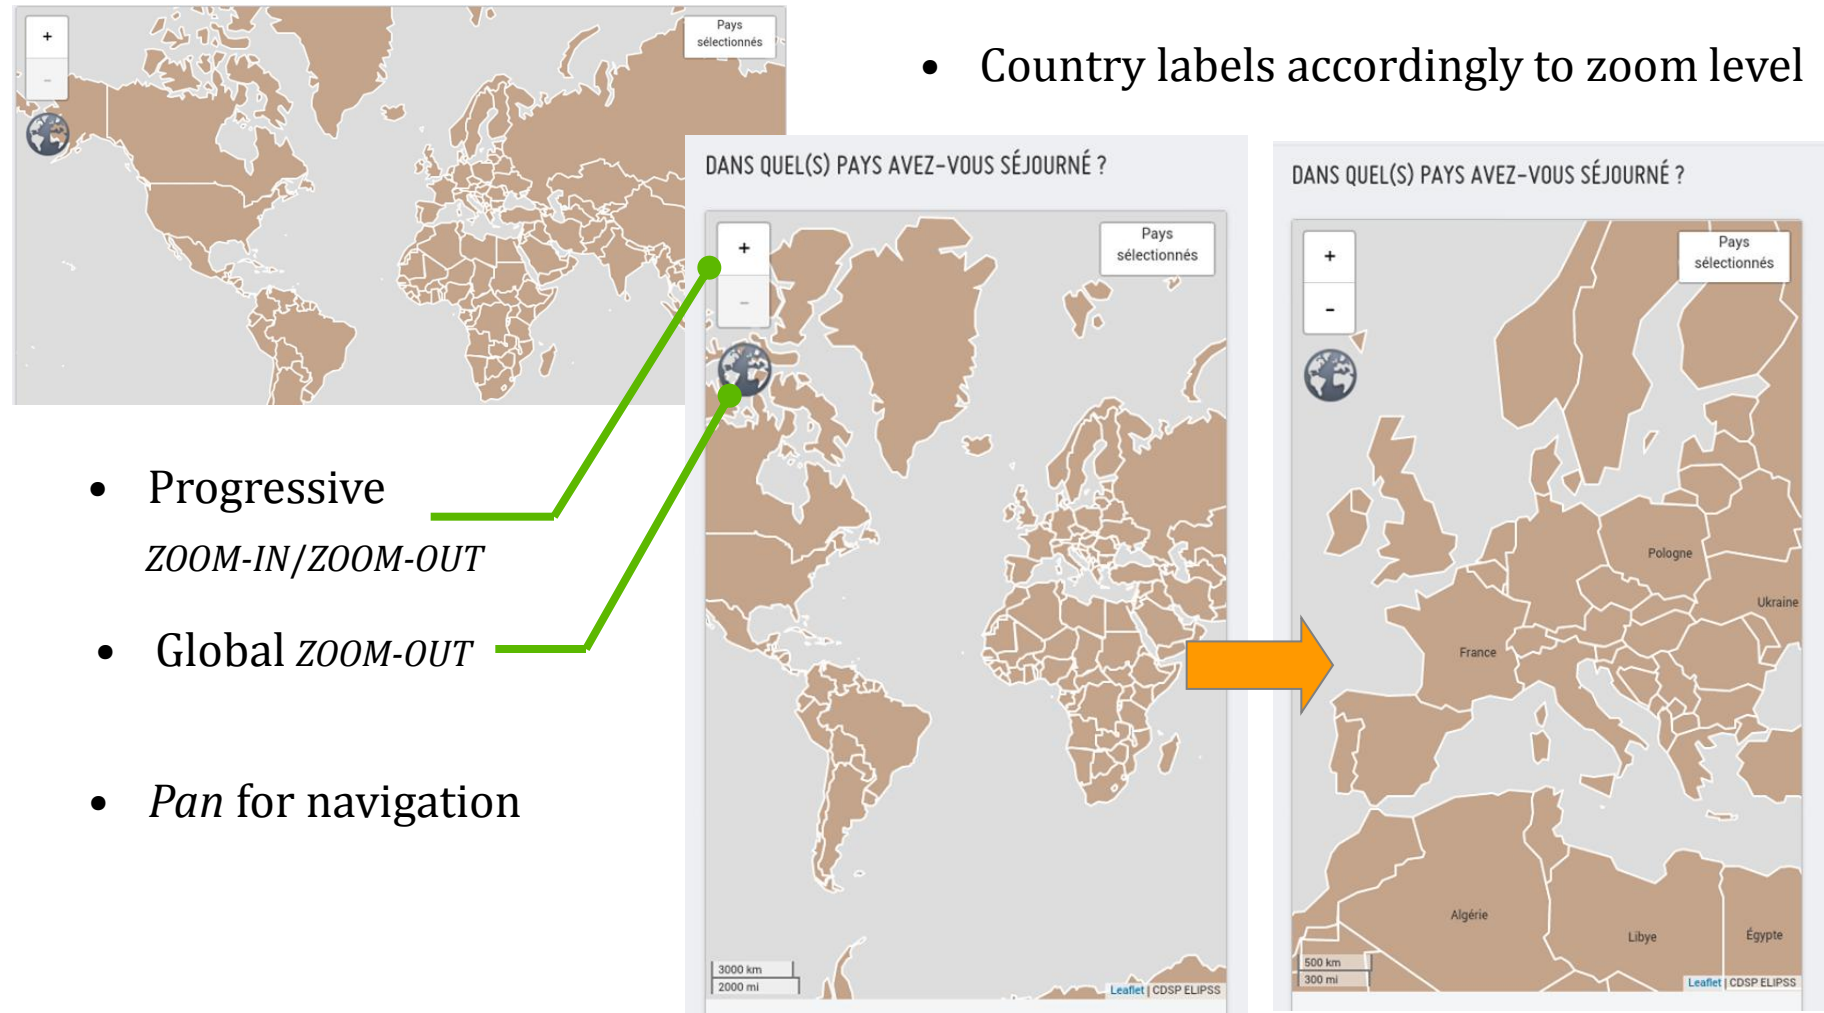 +
Pays
sélectionnés
-
• Country labels accordingly to zoom level
DANS QUEL(S) PAYS AVEZ-VOUS SÉJOURNÉ ?
+
Pays
sélectionnés
-
3000 km
2000 mi
Leaflet | CDSP ELIPSS
DANS QUEL(S) PAYS AVEZ-VOUS SÉJOURNÉ ?
+
Pays
sélectionnés
-
Pologne
Ukraine
France
Algérie
Libye
Égypte
500 km
300 mi
Leaflet | CDSP ELIPSS
• Progressive
ZOOM-IN/ZOOM-OUT
• Global ZOOM-OUT
• Pan for navigation